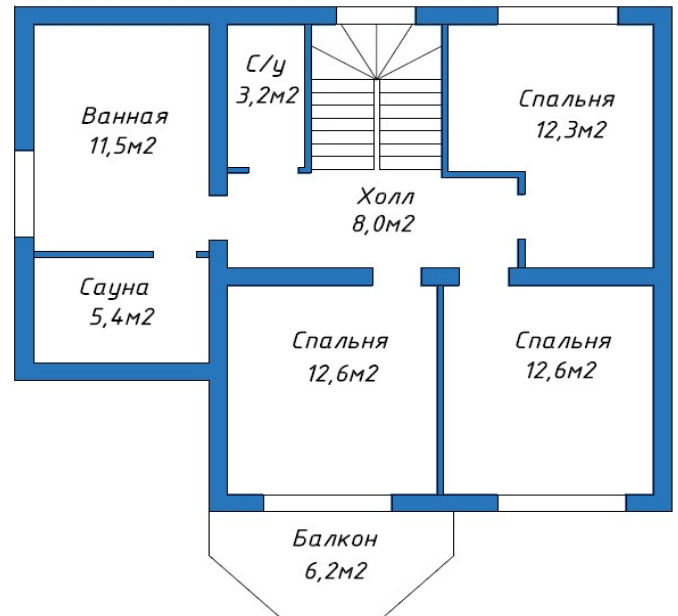 С/у
3,2м2
Ванная
11,5м2
Спальня
12,3м2
Холл
8,0м2
Сауна
5,4м2
Спальня
12,6м2
Спальня
12,6м2
Балкон
6,2м2